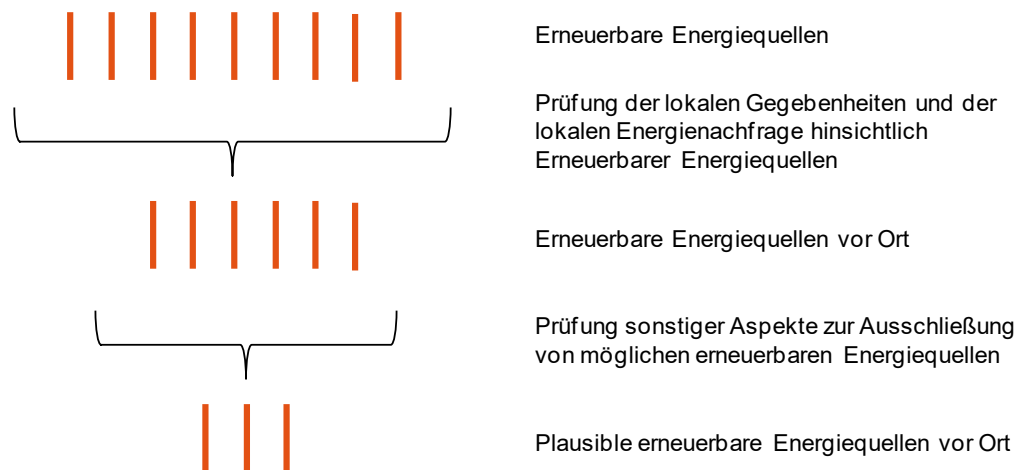 Erneuerbare Energiequellen
Prüfung der lokalen Gegebenheiten und der
lokalen Energienachfrage hinsichtlich
Erneuerbarer Energiequellen
Erneuerbare Energiequellen vor Ort
Prüfung sonstiger Aspekte zur Ausschließung
von möglichen erneuerbaren Energiequellen
Plausible erneuerbare Energiequellen vor Ort